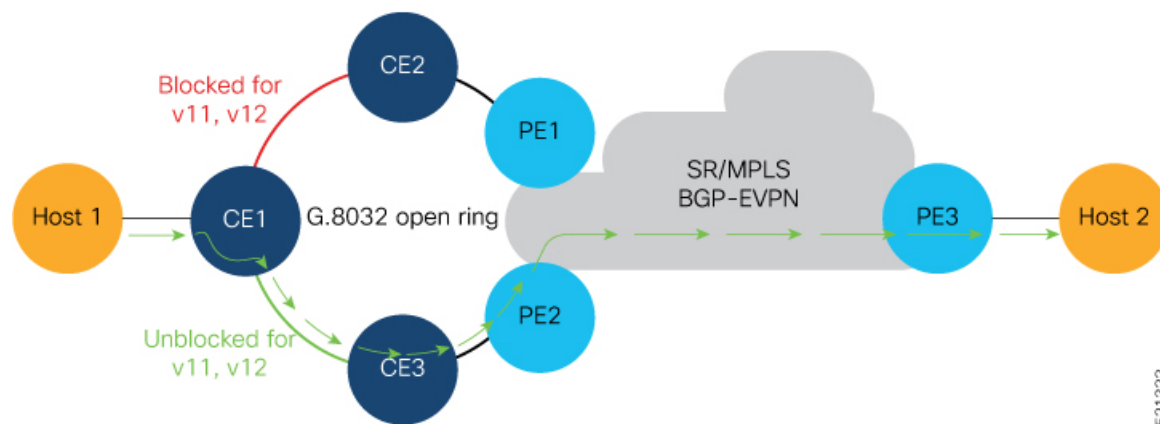 CE2
Blocked for
v11, v12
PE1
SR/MPLS
BGP-EVPN
Host 1
CE1
G.8032 open ring
PE3
Host 2
PE2
Unblocked for
v11, v12
CE3